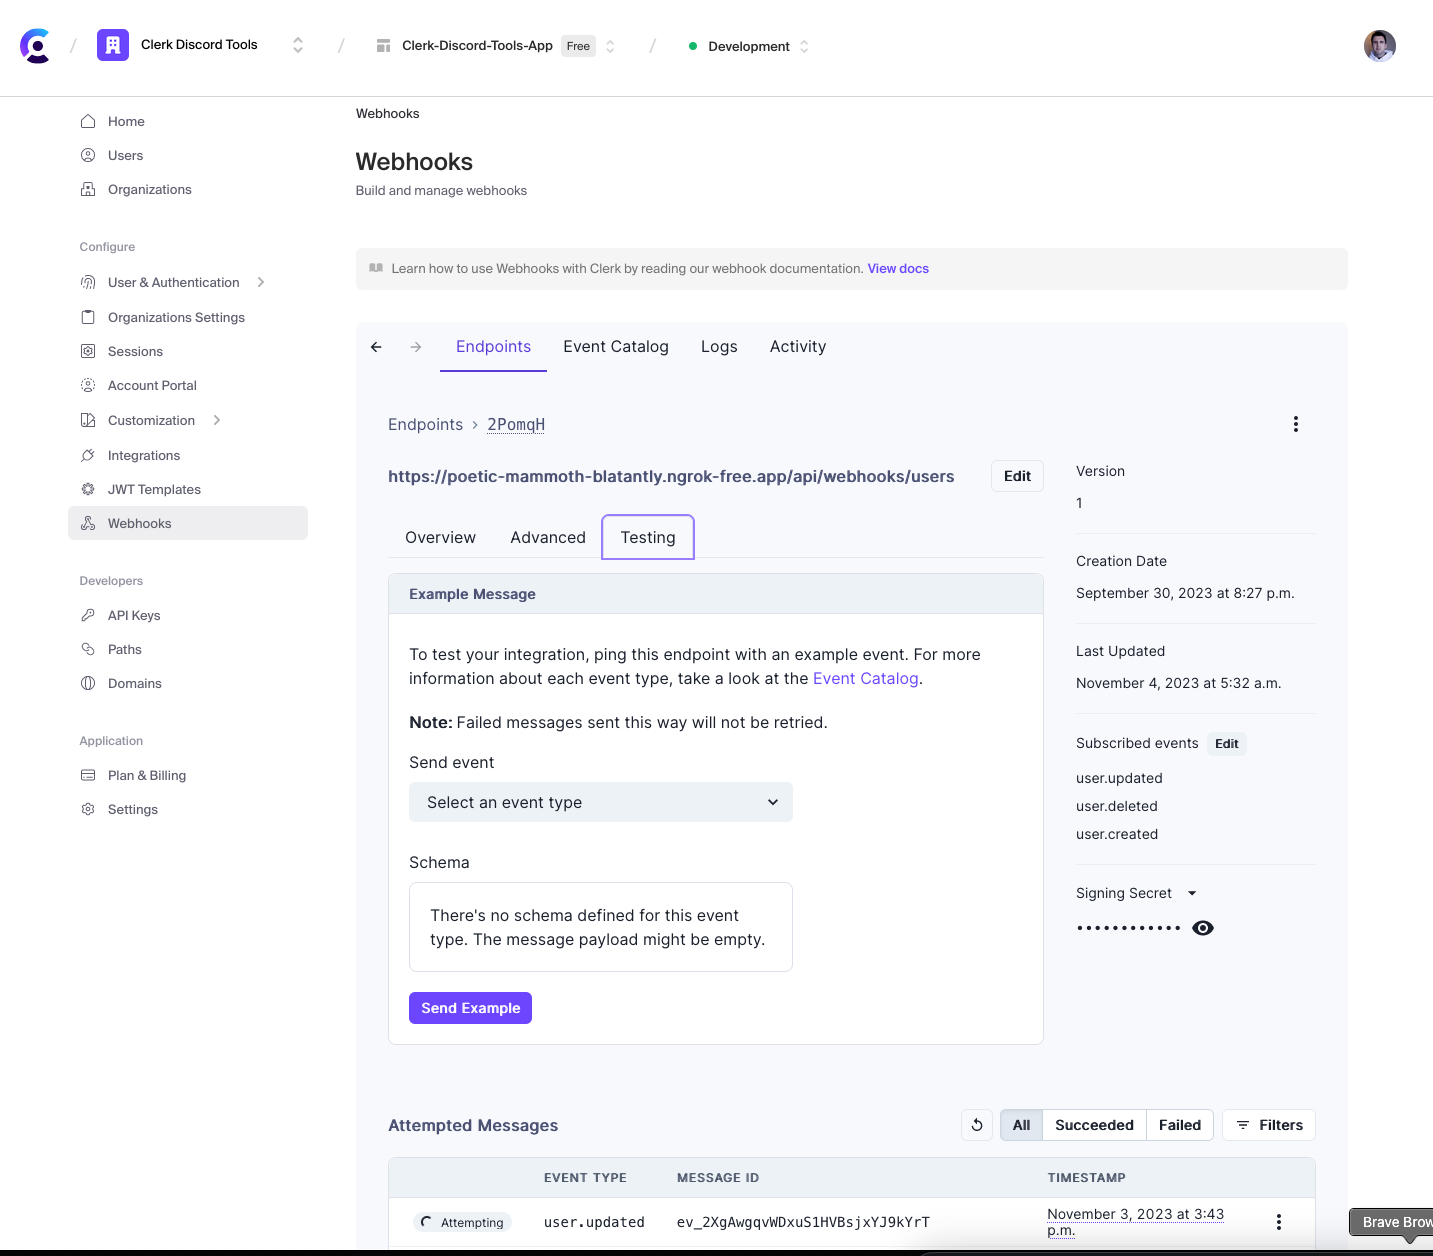 Clerk Discord Tools
Clerk-Discord-Tools-App Free
Development
Home
Users
Organizations
Configure
User & Authentication
Organizations Settings
Sessions
Account Portal
Customization
Integrations
JWT Templates
Webhooks
Developers
API Keys
Paths
Domains
Application
Plan & Billing
Settings
Webhooks
Webhooks
Build and manage webhooks
Learn how to use Webhooks with Clerk by reading our webhook documentation. View docs
Endpoints Event Catalog Logs Activity
Endpoints > 2PomqH
https://poetic-mammoth-blatantly.ngrok-free.app/api/webhooks/users Edit
Overview Advanced Testing
Example Message
To test your integration, ping this endpoint with an example event. For more
information about each event type, take a look at the Event Catalog.
Note: Failed messages sent this way will not be retried.
Send event
Select an event type
Schema
There's no schema defined for this event
type. The message payload might be empty.
Send Example
Version
1
Creation Date
September 30, 2023 at 8:27 p.m.
Last Updated
November 4, 2023 at 5:32 a.m.
Subscribed events Edit
user.updated
user.deleted
user.created
Signing Secret
••••••••••••
Attempted Messages All Succeeded Failed Filters
EVENT TYPE MESSAGE ID TIMESTAMP
Attempting user.updated ev_2XgAwgqvWDxuS1HVBsjxYJ9kYrT November 3, 2023 at 3:43
p.m.
Brave Brow